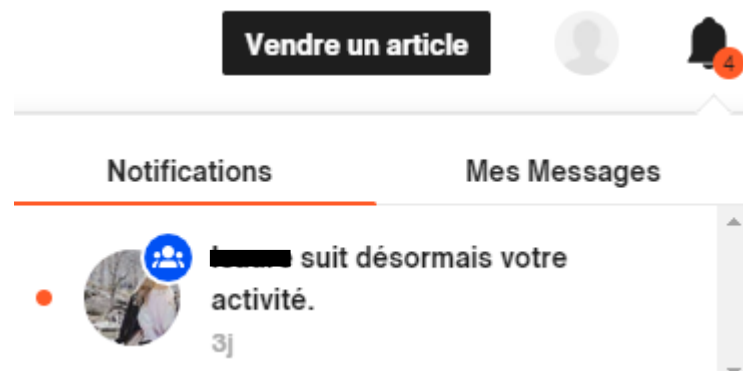 Vendre un article
4
Notifications
Mes Messages
suit désormais votre
activité.
3j